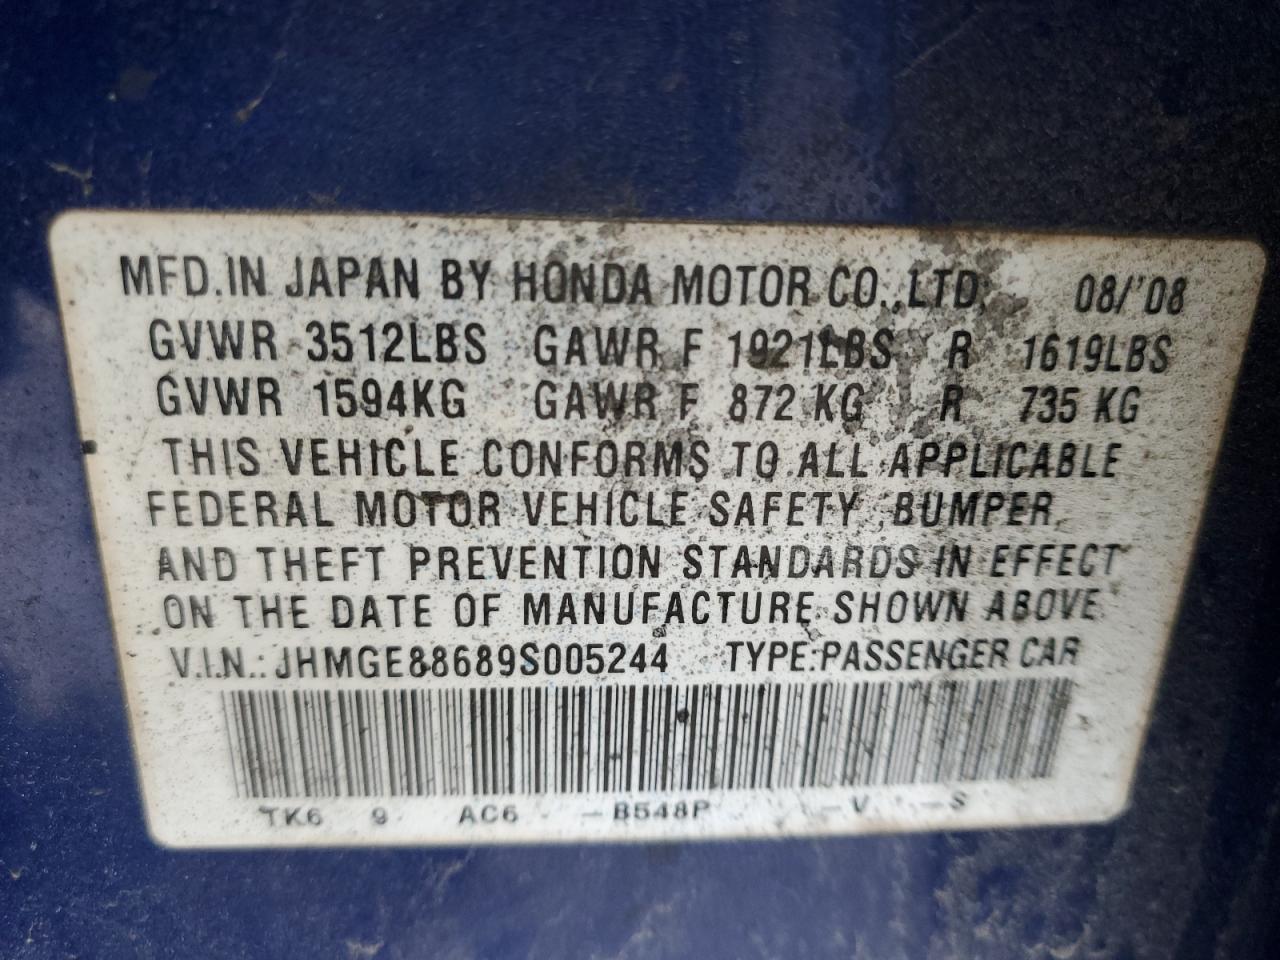 MFD.IN JAPAN BY HONDA MOTOR CO.,LTD. 08/'08
GVWR 3512LBS GAWR F 1921LBS R 1619LBS
GVWR 1594KG GAWR F 872 KG R 735 KG
THIS VEHICLE CONFORMS TO ALL APPLICABLE
FEDERAL MOTOR VEHICLE SAFETY, BUMPER,
AND THEFT PREVENTION STANDARDS IN EFFECT
ON THE DATE OF MANUFACTURE SHOWN ABOVE
V.I.N.: JHMGE88689S005244 TYPE:PASSENGER CAR
TK6 9 AC6 -B548P -V -S